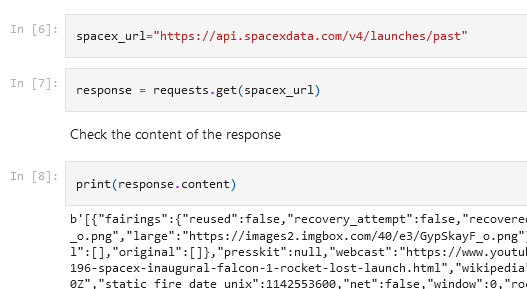 In [6]: spacex_url="https://api.spacexdata.com/v4/launches/past"
In [7]: response = requests.get(spacex_url)
Check the content of the response
In [8]: print(response.content)
b'[{"fairings":{"reused":false,"recovery_attempt":false,"recovered
_o.png","large":"https://images2.imgbox.com/40/e3/GypSkayF_o.png"}
l":[],"original":[]},"presskit":null,"webcast":"https://www.youtu
196-spacex-inaugural-falcon-1-rocket-lost-launch.html","wikipedia"
0Z","static_fire_date_unix":1142553600,"net":false,"window":0,"ro